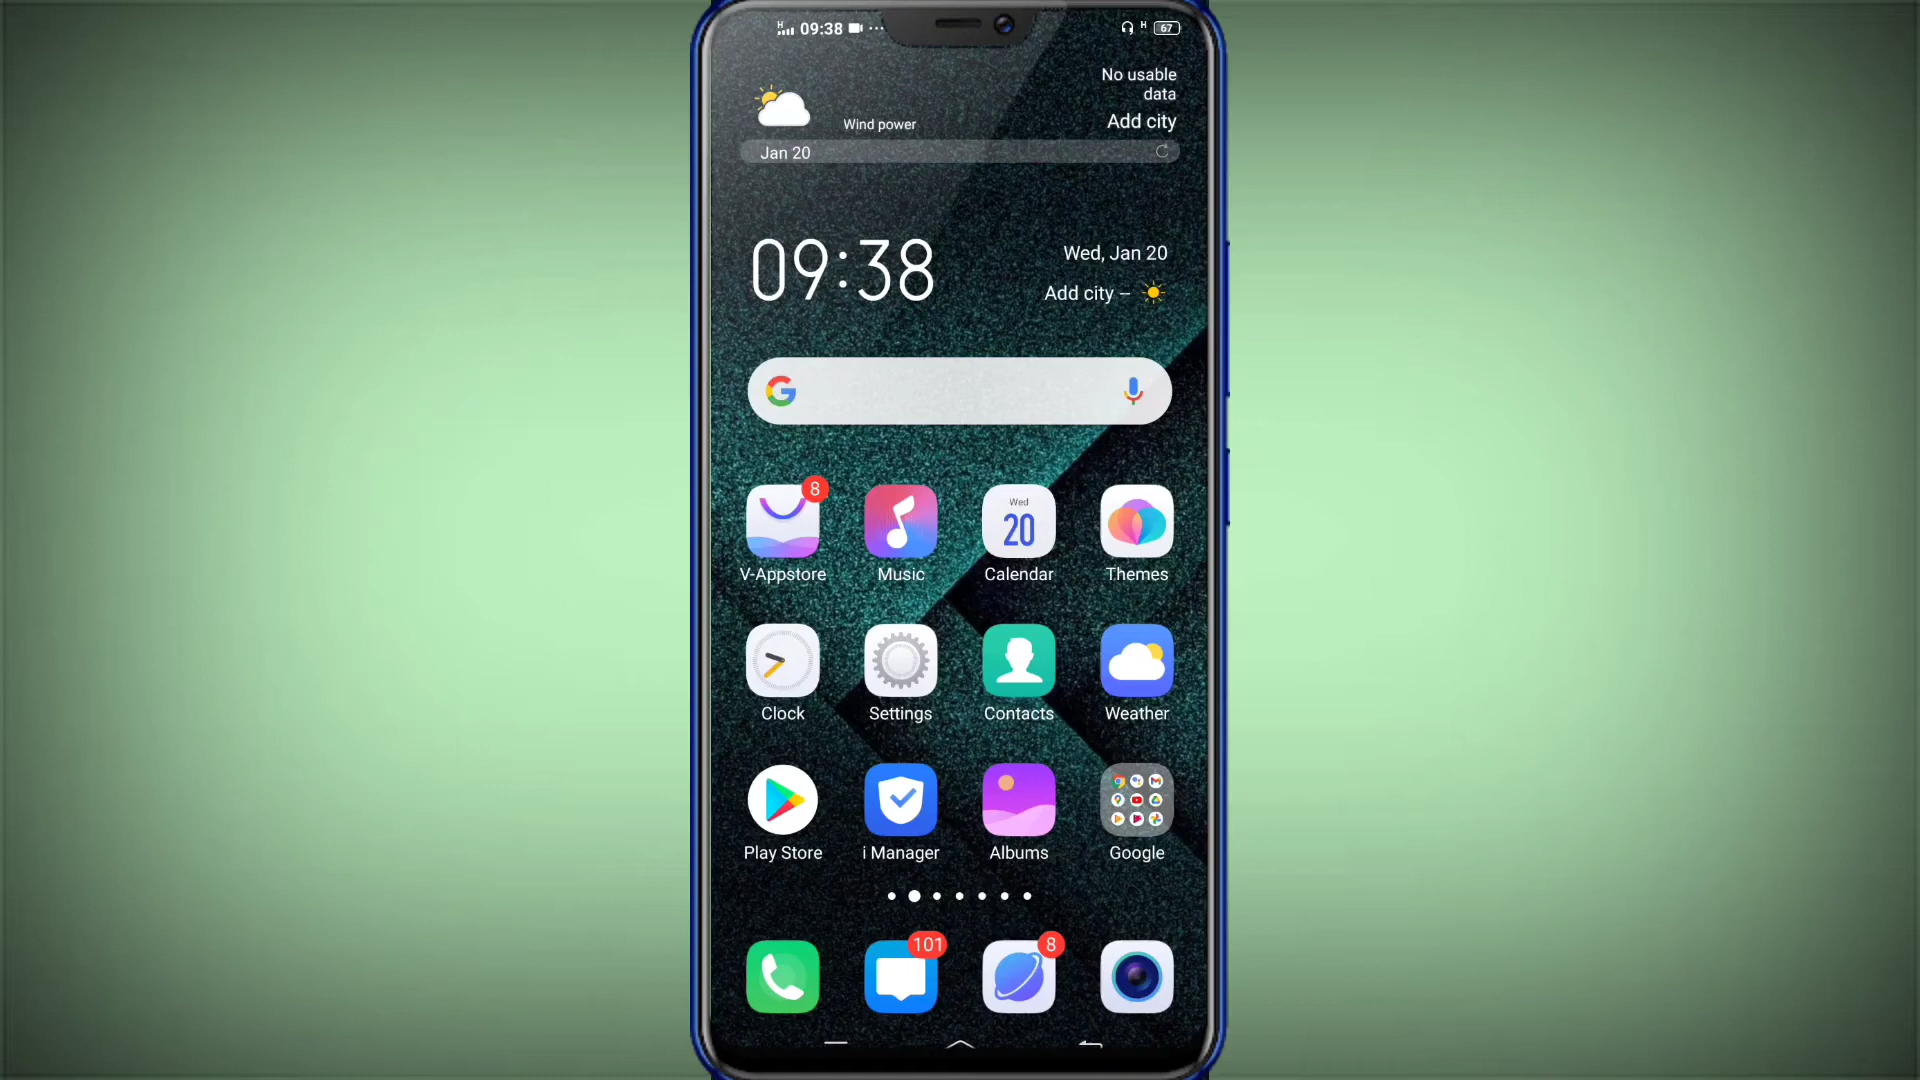 H 09:38 ...
H 67
No usable
data
Wind power
Add city
Jan 20
09:38
Wed, Jan 20
Add city --
8
Wed
20
V-Appstore Music Calendar Themes
Clock Settings Contacts Weather
Play Store i Manager Albums Google
101
8